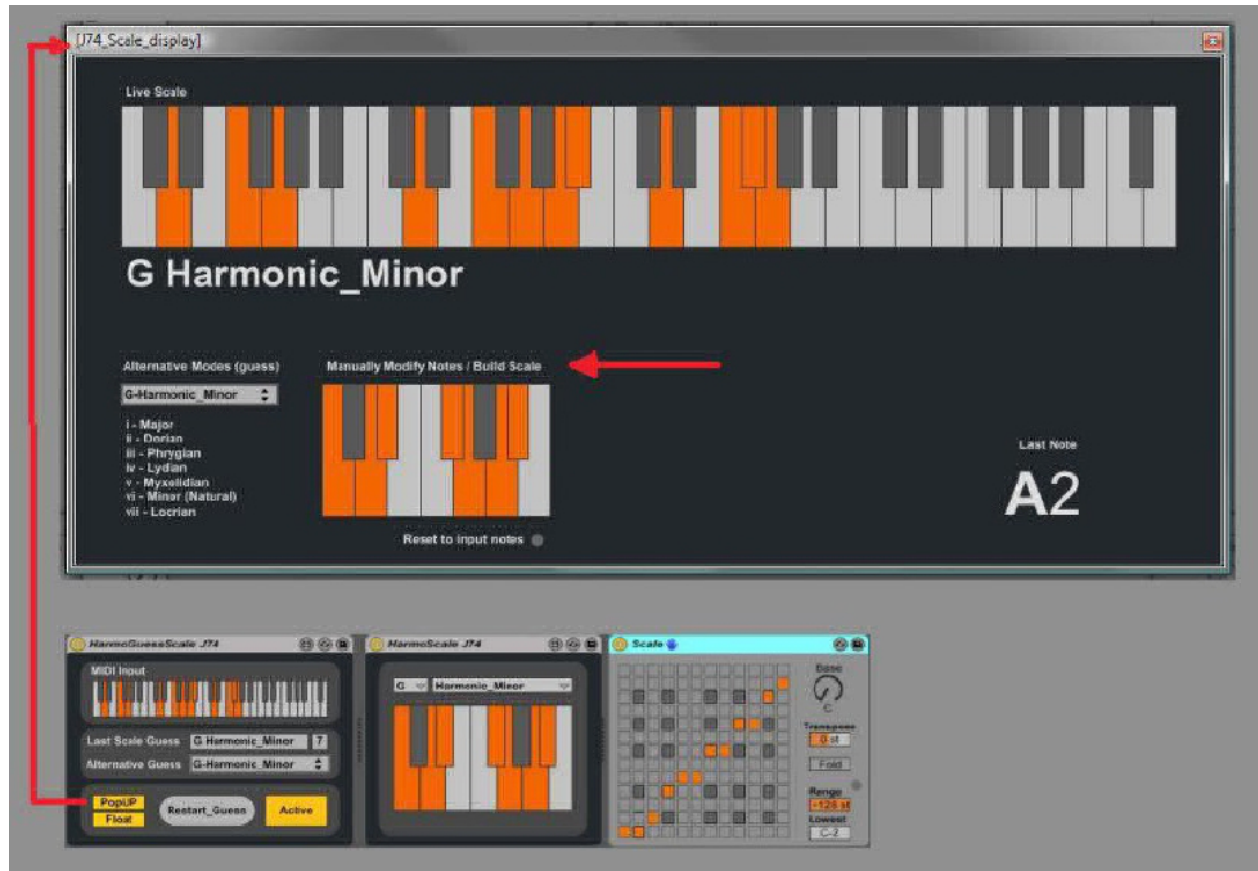 [J74_Scale_display]
Live Scale
G Harmonic_Minor
Alternative Modes (guess)
Manually Modify Notes / Build Scale
G-Harmonic_Minor
i - Major
ii - Dorian
iii - Phrygian
iv - Lydian
v - Myxolidian
vi - Minor (Natural)
vii - Locrian
Reset to input notes
Last Note
A2
HarmoGuessScale J74
MIDI Input
Last Scale Guess G Harmonic_Minor 7
Alternative Guess G-Harmonic_Minor
PopUP
Float
Restart_Guess
Active
HarmoScale J74
G Harmonic_Minor
Scale
Base
C
Transpose
0 st
Fold
Range
+128 st
Lowest
C-2